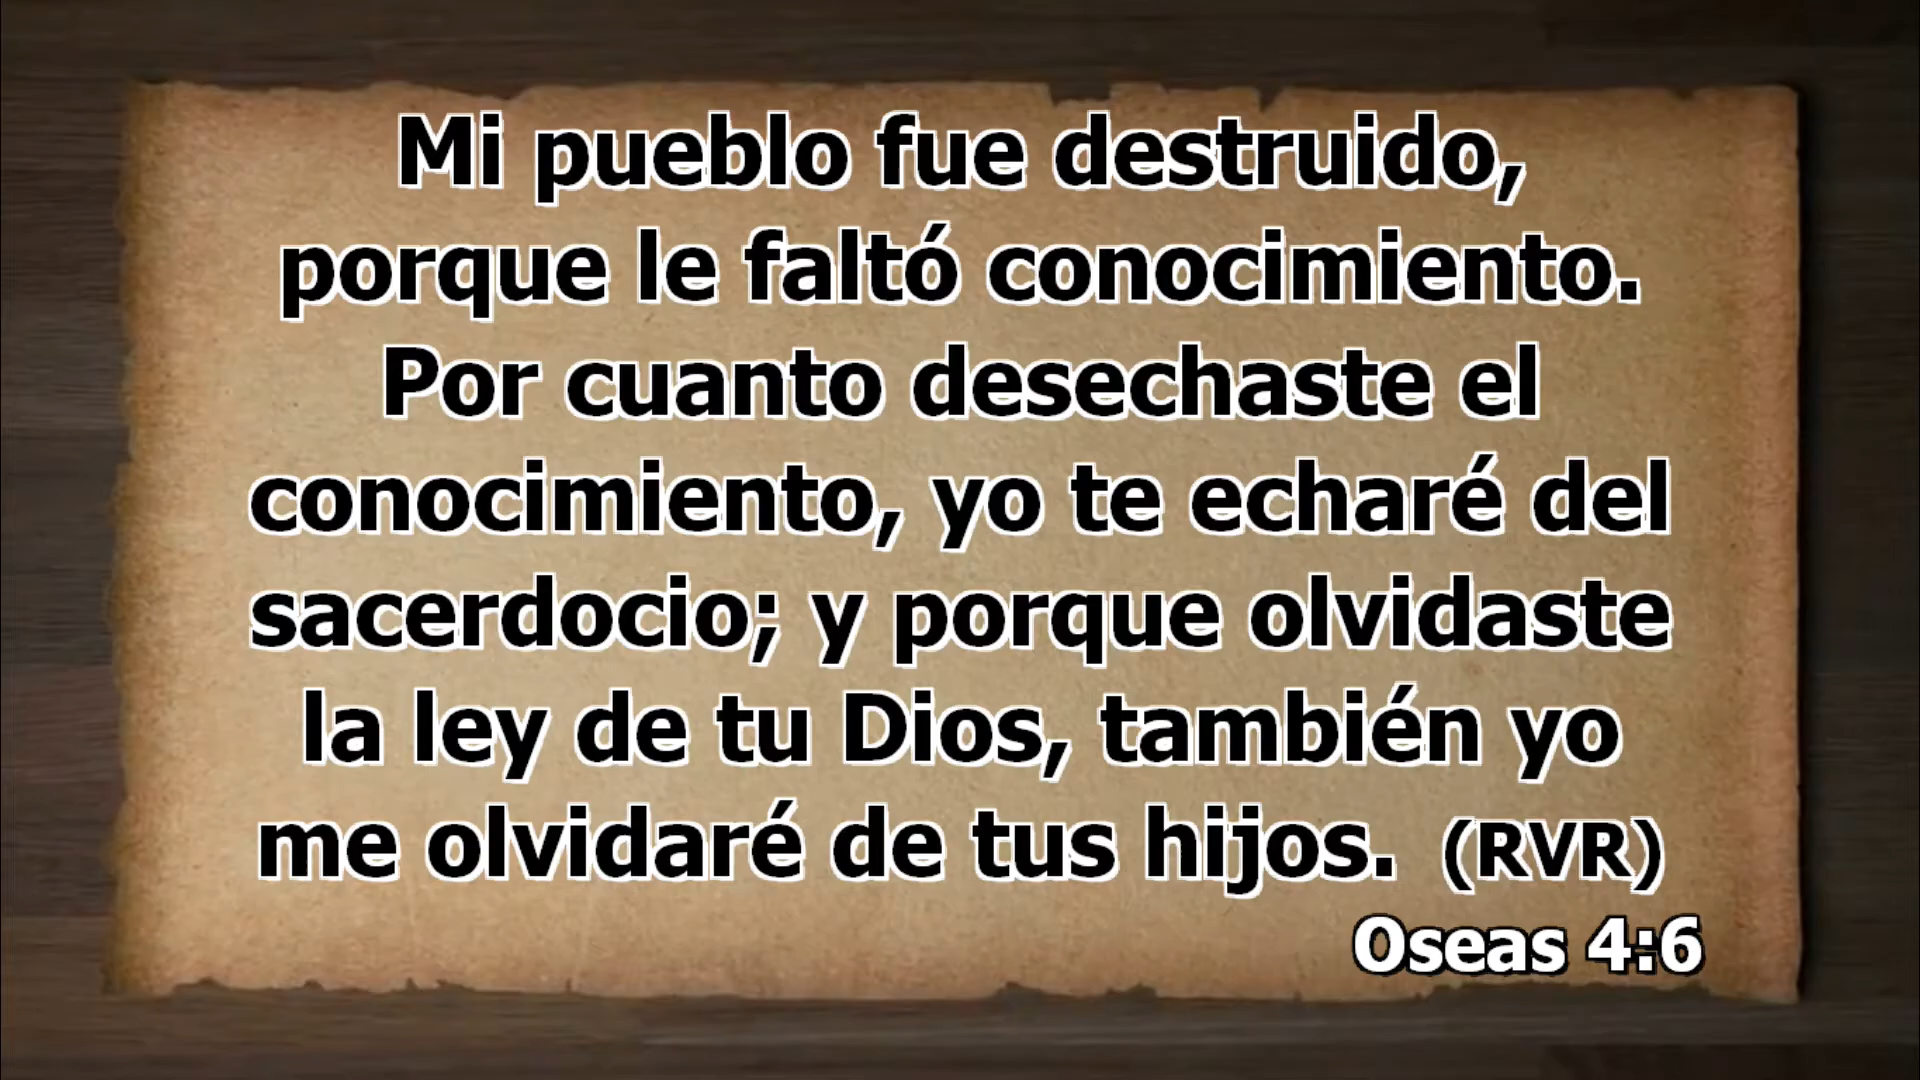 Mi pueblo fue destruido,
porque le faltó conocimiento.
Por cuanto desechaste el
conocimiento, yo te echaré del
sacerdocio; y porque olvidaste
la ley de tu Dios, también yo
me olvidaré de tus hijos. (RVR)
Oseas 4:6